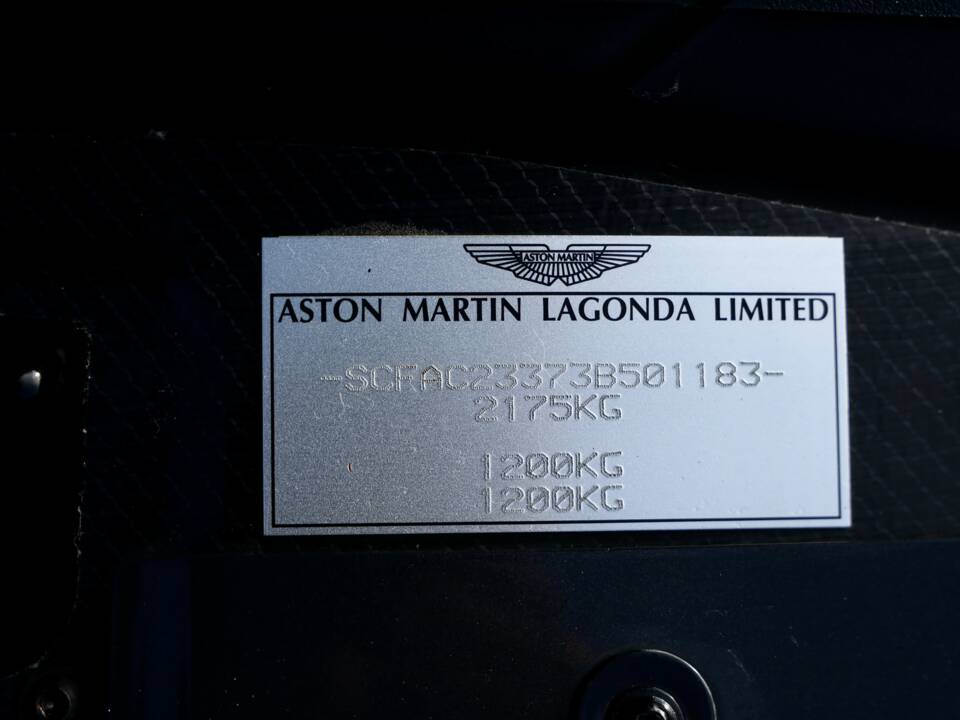 ASTON MARTIN
ASTON MARTIN LAGONDA LIMITED
-SCFAC23373B501183-
2175KG
1200KG
1200KG